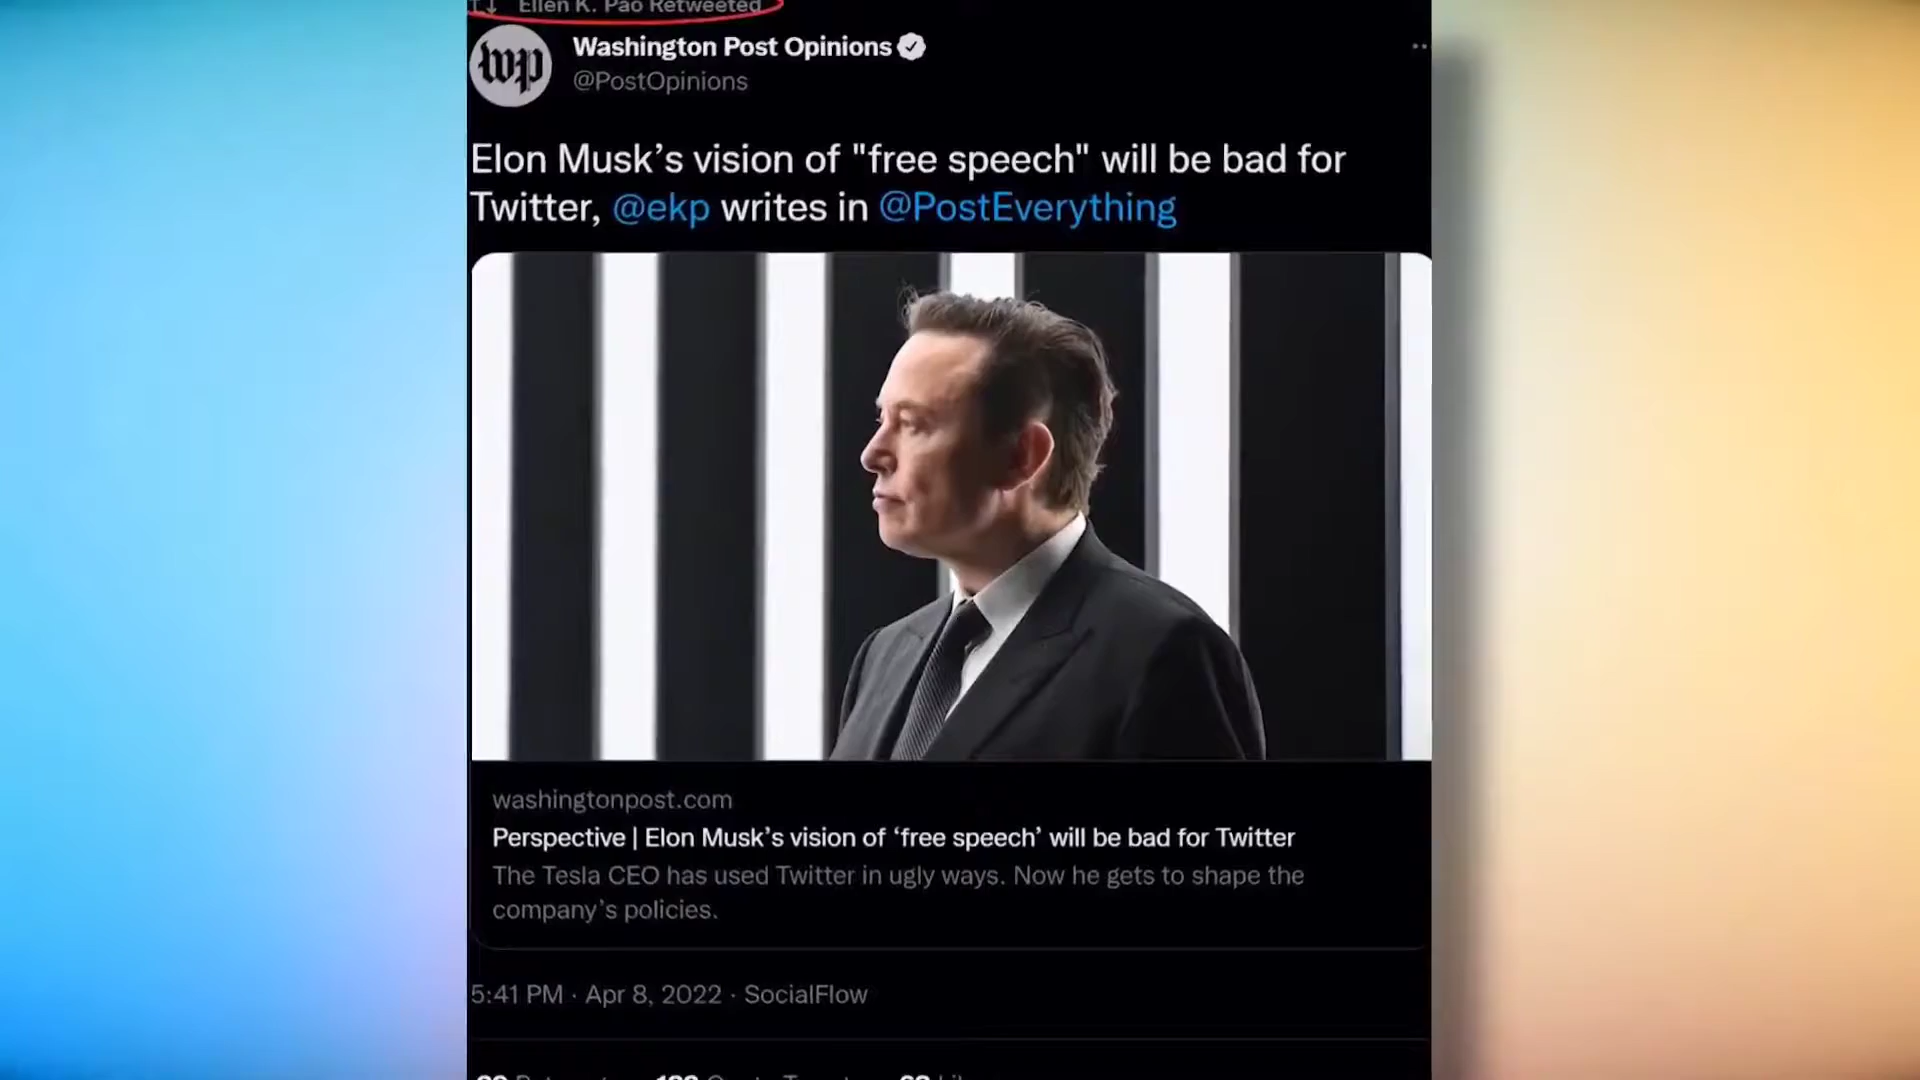 Ellen K. Pao Retweeted
wp
Washington Post Opinions
@PostOpinions
Elon Musk’s vision of "free speech" will be bad for
Twitter, @ekp writes in @PostEverything
washingtonpost.com
Perspective | Elon Musk’s vision of ‘free speech’ will be bad for Twitter
The Tesla CEO has used Twitter in ugly ways. Now he gets to shape the
company’s policies.
5:41 PM · Apr 8, 2022 · SocialFlow